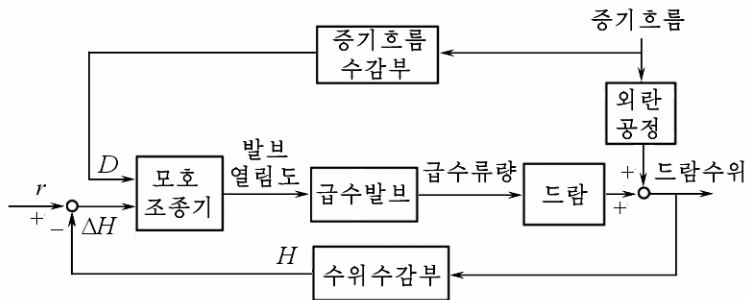 증기흐름
증기흐름
수감부
외란
공정
D
모호
조종기
발브
열림도
급수발브
급수류량
드람
드람수위
+
+
r
+
−
ΔH
H
수위수감부